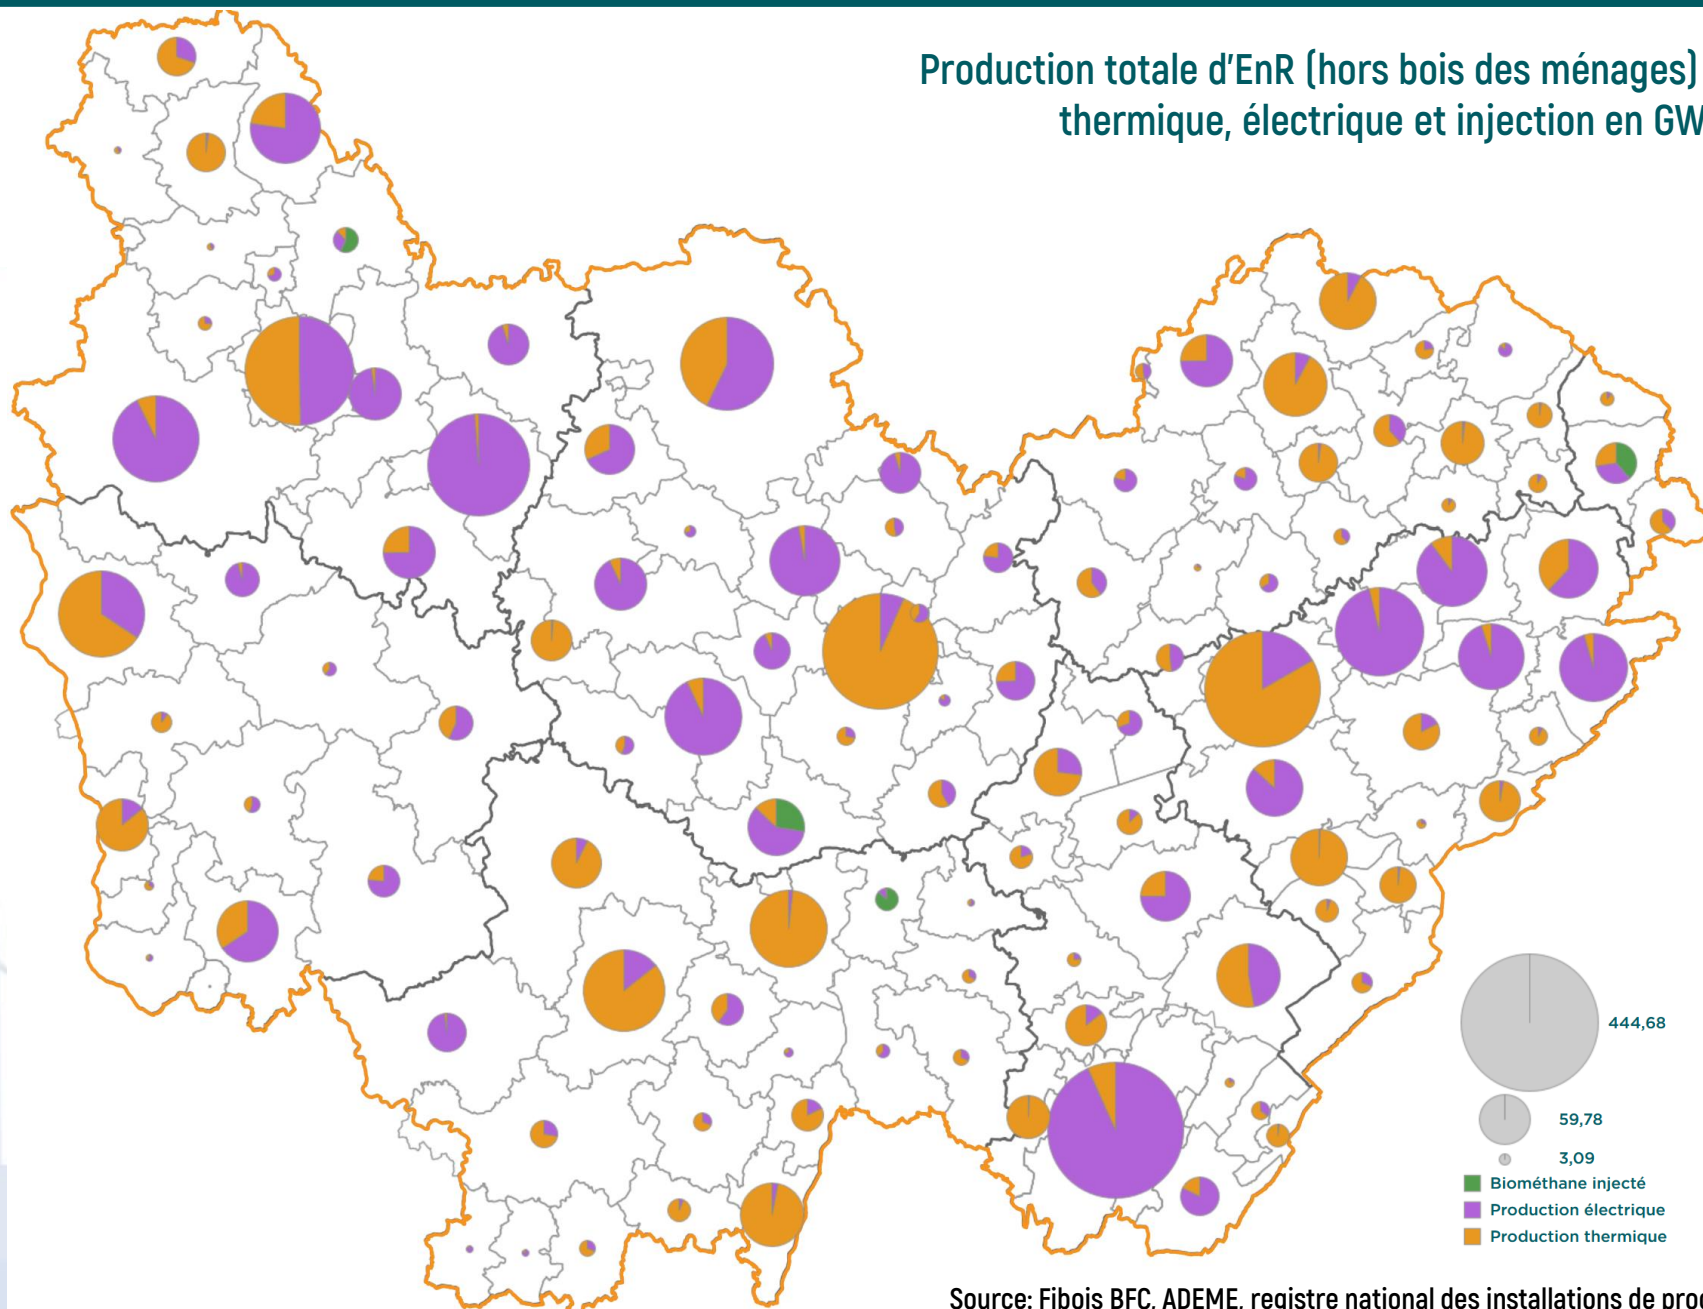 Production totale d'EnR (hors bois des ménages)
thermique, électrique et injection en GW
444,68
59,78
3,09
Biométhane injecté
Production électrique
Production thermique
Source: Fibois BFC, ADEME, registre national des installations de pro